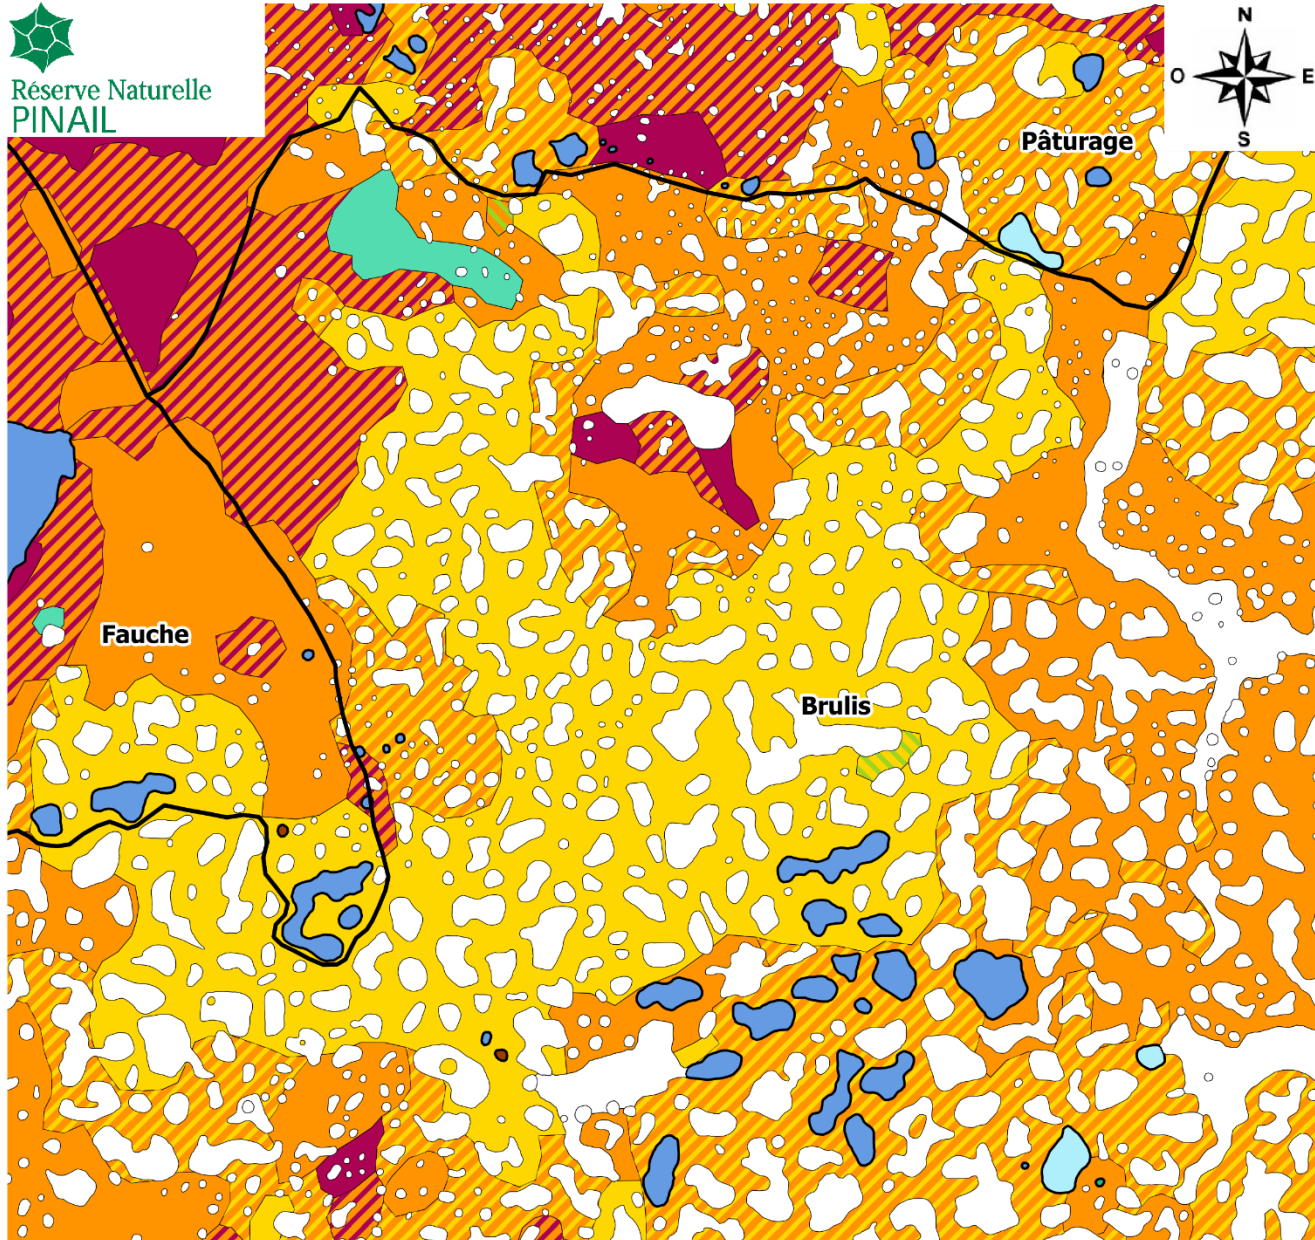 Réserve Naturelle
PINAIL
N
O
E
S
Pâturage
Fauche
Brulis